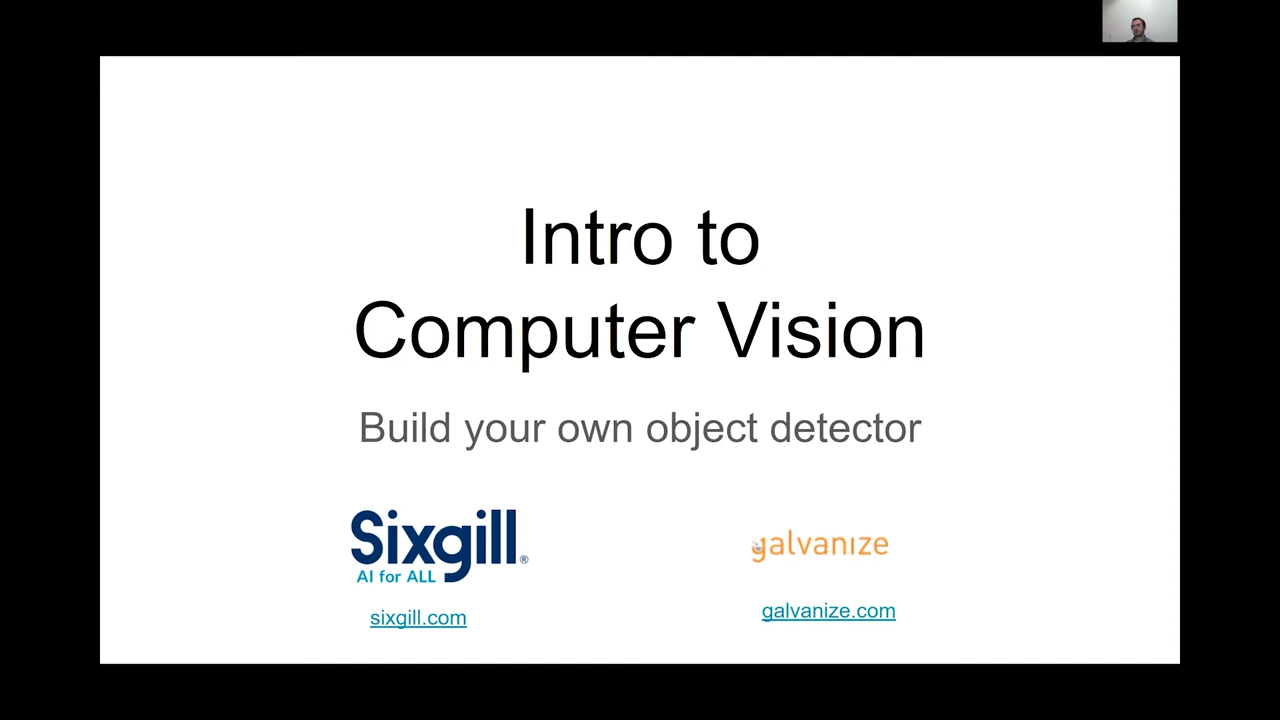 Intro to
Computer Vision
Build your own object detector
Sixgill®
AI for ALL
sixgill.com
galvanize
galvanize.com